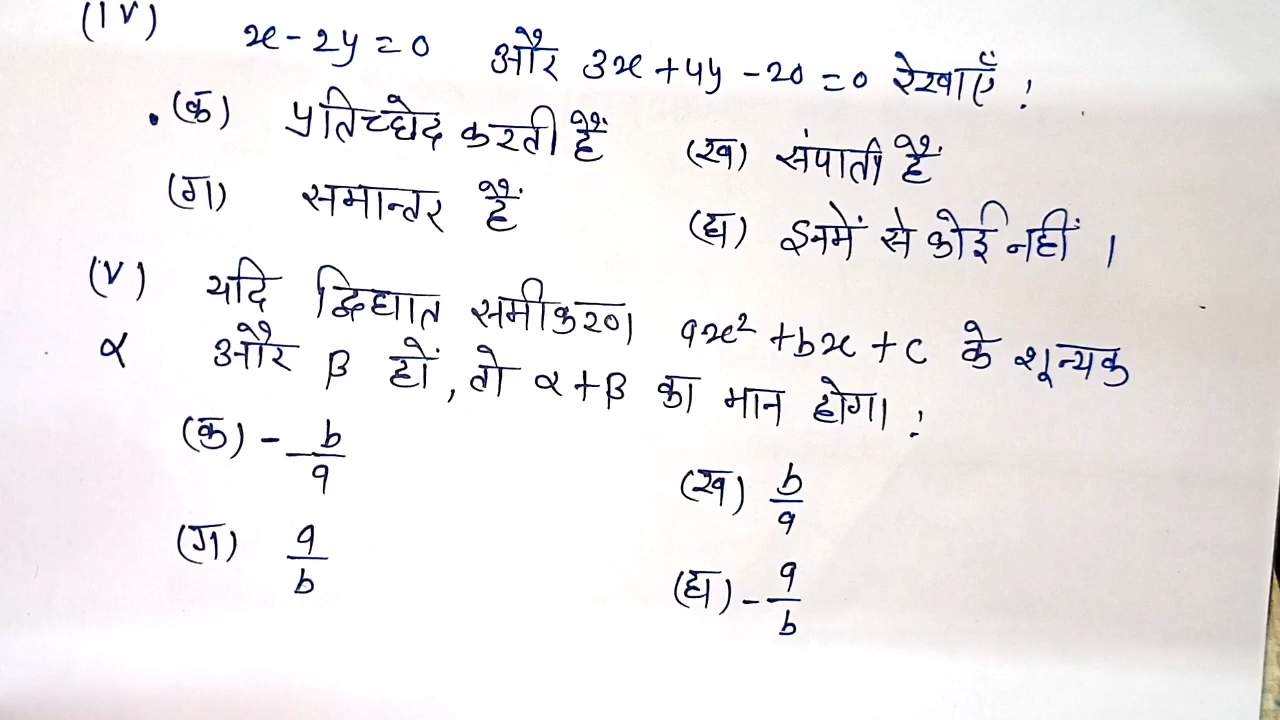 (IV) x - 2y = 0 और 3x + 4y - 20 = 0 रेखाएँ :
(क) प्रतिच्छेद करती हैं (ख) संपाती हैं
(ग) समान्तर हैं (घ) इनमें से कोई नहीं ।
(V) यदि द्विघात समीकरण ax² + bx + c के शून्यक
α और β हों, तो α + β का मान होगा :
(क) - b/a (ख) b/a
(ग) a/b (घ) - a/b